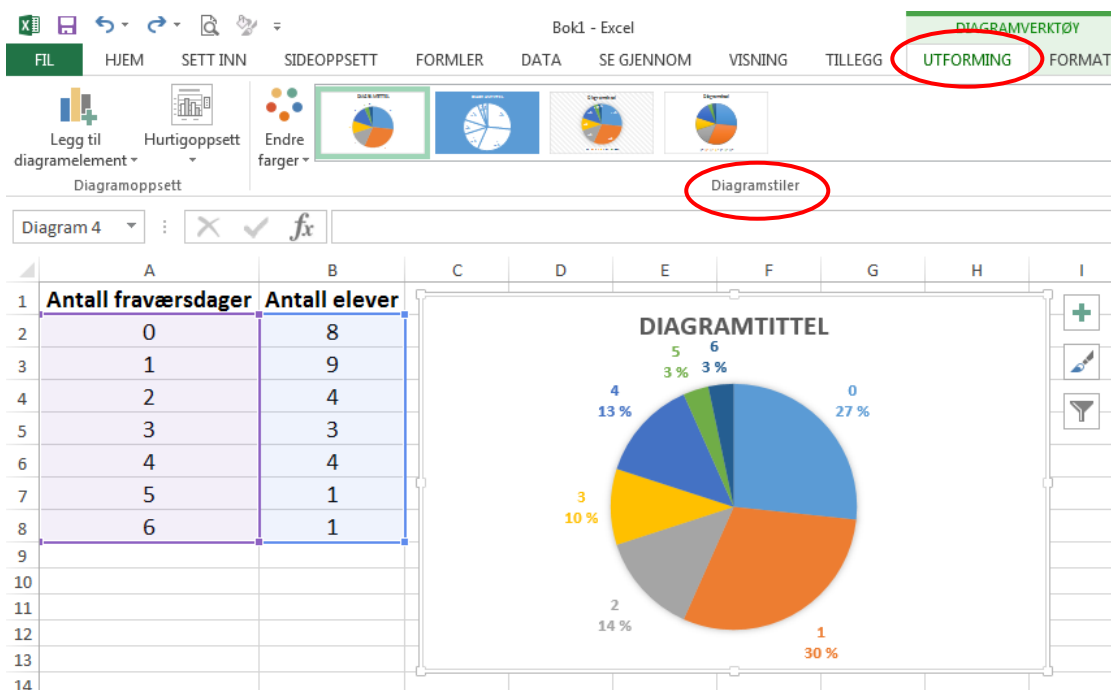 Bok1 - Excel
DIAGRAMVERKTØY
FIL HJEM SETT INN SIDEOPPSETT FORMLER DATA SE GJENNOM VISNING TILLEGG UTFORMING FORMAT
Legg til diagramelement
Hurtigoppsett
Endre farger
Diagramoppsett
Diagramstiler
Diagram 4 fx
A B C D E F G H I
1 Antall fraværsdager Antall elever
2 0 8
3 1 9
4 2 4
5 3 3
6 4 4
7 5 1
8 6 1
9
10
11
12
13
14
DIAGRAMTITTEL
0
27 %
1
30 %
2
14 %
3
10 %
4
13 %
5
3 %
6
3 %